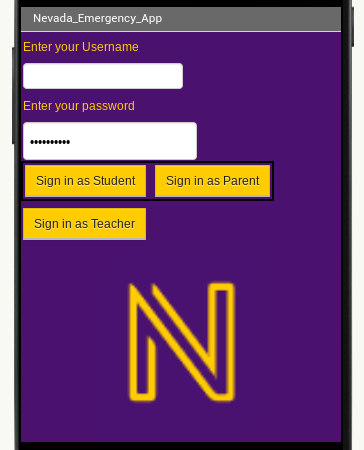 Nevada_Emergency_App
Enter your Username
Enter your password
••••••••••
Sign in as Student Sign in as Parent
Sign in as Teacher
N